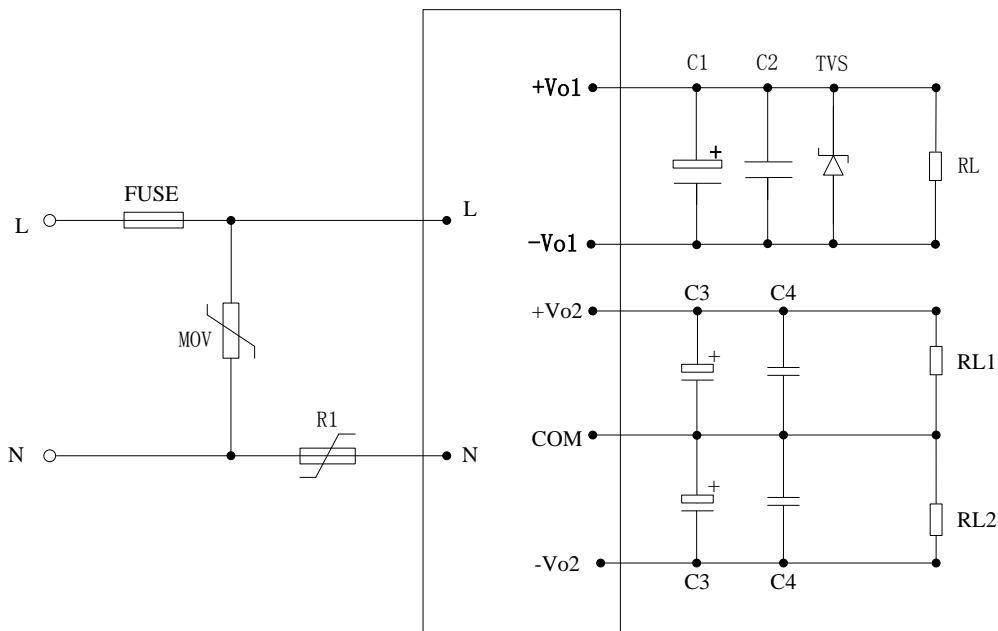 C1
C2
TVS
+Vo1
RL
FUSE
L
L
-Vo1
C3
C4
+Vo2
MOV
RL1
R1
COM
N
N
RL2
-Vo2
C3
C4